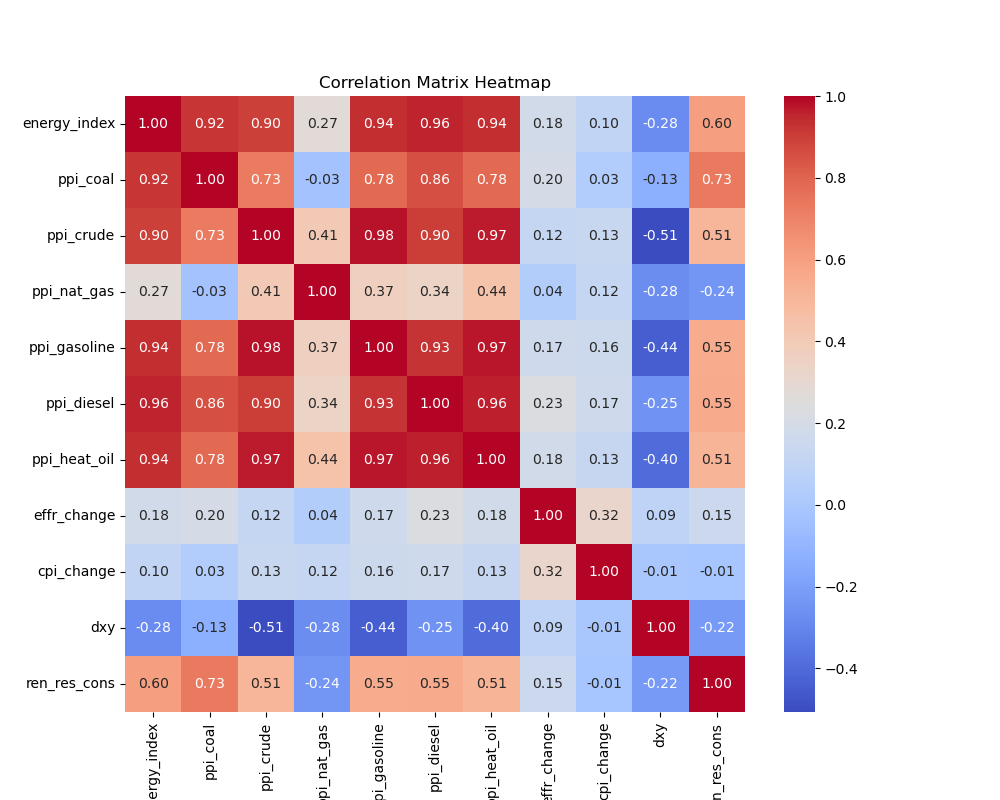 Correlation Matrix Heatmap
energy_index 1.00 0.92 0.90 0.27 0.94 0.96 0.94 0.18 0.10 -0.28 0.60
ppi_coal 0.92 1.00 0.73 -0.03 0.78 0.86 0.78 0.20 0.03 -0.13 0.73
ppi_crude 0.90 0.73 1.00 0.41 0.98 0.90 0.97 0.12 0.13 -0.51 0.51
ppi_nat_gas 0.27 -0.03 0.41 1.00 0.37 0.34 0.44 0.04 0.12 -0.28 -0.24
ppi_gasoline 0.94 0.78 0.98 0.37 1.00 0.93 0.97 0.17 0.16 -0.44 0.55
ppi_diesel 0.96 0.86 0.90 0.34 0.93 1.00 0.96 0.23 0.17 -0.25 0.55
ppi_heat_oil 0.94 0.78 0.97 0.44 0.97 0.96 1.00 0.18 0.13 -0.40 0.51
effr_change 0.18 0.20 0.12 0.04 0.17 0.23 0.18 1.00 0.32 0.09 0.15
cpi_change 0.10 0.03 0.13 0.12 0.16 0.17 0.13 0.32 1.00 -0.01 -0.01
dxy -0.28 -0.13 -0.51 -0.28 -0.44 -0.25 -0.40 0.09 -0.01 1.00 -0.22
ren_res_cons 0.60 0.73 0.51 -0.24 0.55 0.55 0.51 0.15 -0.01 -0.22 1.00
ergy_index
ppi_coal
ppi_crude
ppi_nat_gas
pi_gasoline
ppi_diesel
ppi_heat_oil
effr_change
cpi_change
dxy
n_res_cons
1.0
0.8
0.6
0.4
0.2
0.0
−0.2
−0.4